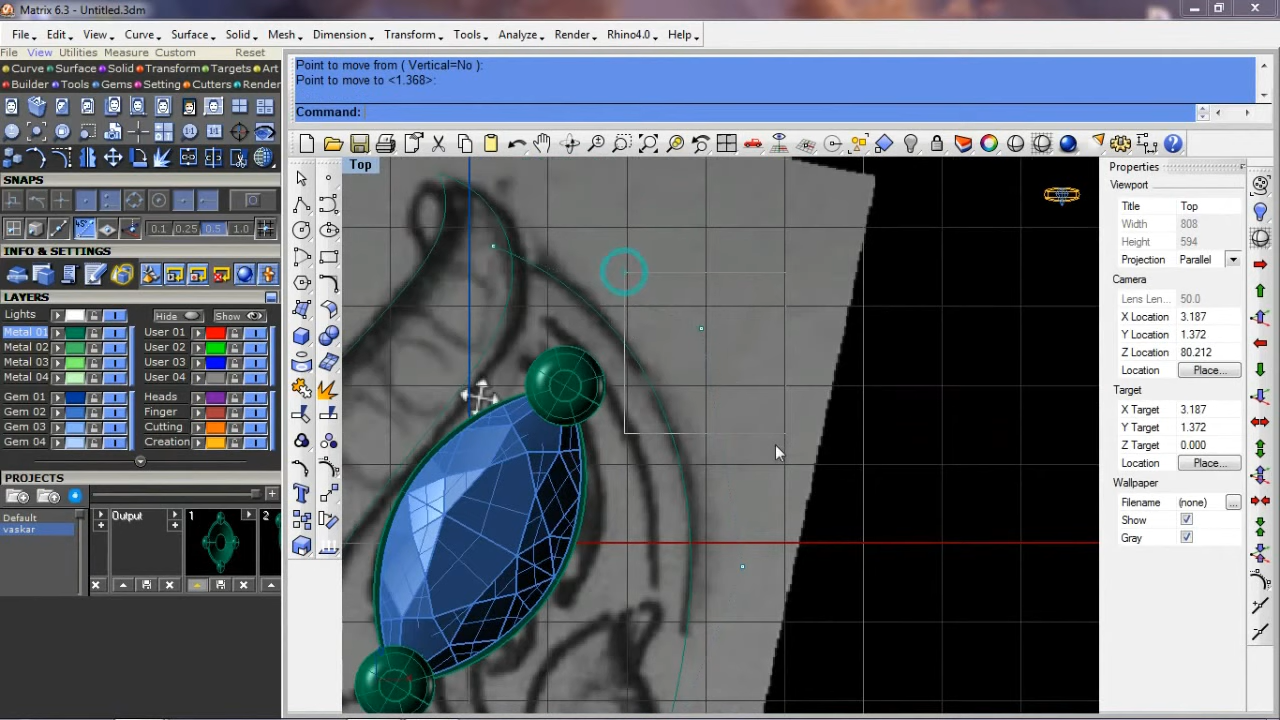 Matrix 6.3 - Untitled.3dm
File Edit View Curve Surface Solid Mesh Dimension Transform Tools Analyze Render Rhino4.0 Help
File View Utilities Measure Custom Reset
Curve Surface Solid Transform Targets Art
Builder Tools Gems Setting Cutters Render
Point to move from ( Vertical=No ):
Point to move to <1.368>:
Command:
SNAPS
45°
0.1 0.25 0.5 1.0
INFO & SETTINGS
LAYERS
Lights Hide Show
Metal 01 User 01
Metal 02 User 02
Metal 03 User 03
Metal 04 User 04
Gem 01 Heads
Gem 02 Finger
Gem 03 Cutting
Gem 04 Creation
PROJECTS
Default
vaskar
Output
1
2
Top
Properties
Viewport
Title Top
Width 808
Height 594
Projection Parallel
Camera
Lens Len... 50.0
X Location 3.187
Y Location 1.372
Z Location 80.212
Location Place...
Target
X Target 3.187
Y Target 1.372
Z Target 0.000
Location Place...
Wallpaper
Filename (none) ...
Show
Gray